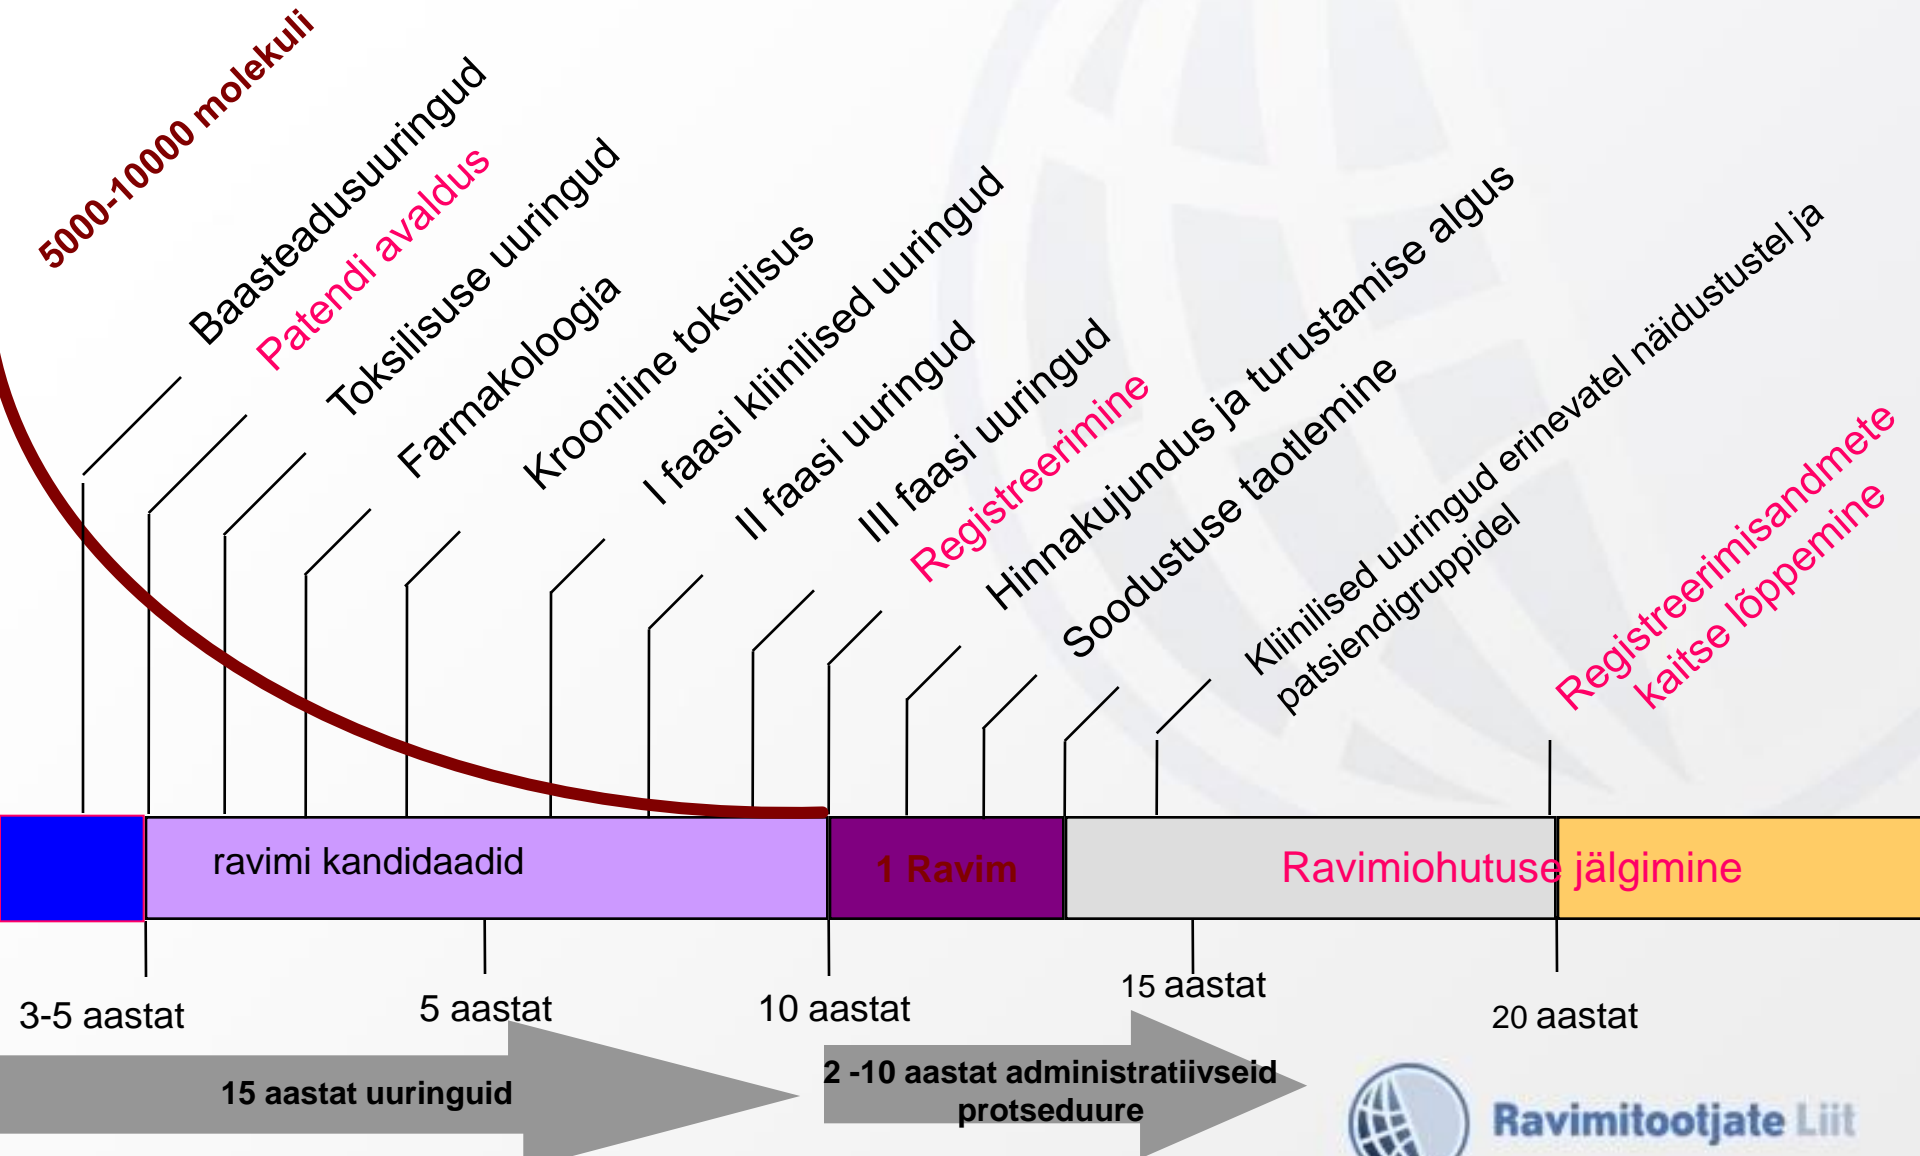 5000-10000 molekuli
Baasteadusuuringud
Patendi avaldus
Toksilisuse uuringud
Farmakoloogia
Krooniline toksilisus
I faasi kliinilised uuringud
II faasi uuringud
III faasi uuringud
Registreerimine
Hinnakujundus ja turustamise algus
Soodustuse taotlemine
Kliinilised uuringud erinevatel näidustustel ja
patsiendigruppidel
Registreerimisandmete
kaitse lõppemine
ravimi kandidaadid
1 Ravim
Ravimiohutuse jälgimine
3-5 aastat
5 aastat
10 aastat
15 aastat
20 aastat
15 aastat uuringuid
2 -10 aastat administratiivseid
protseduure
Ravimitootjate Liit